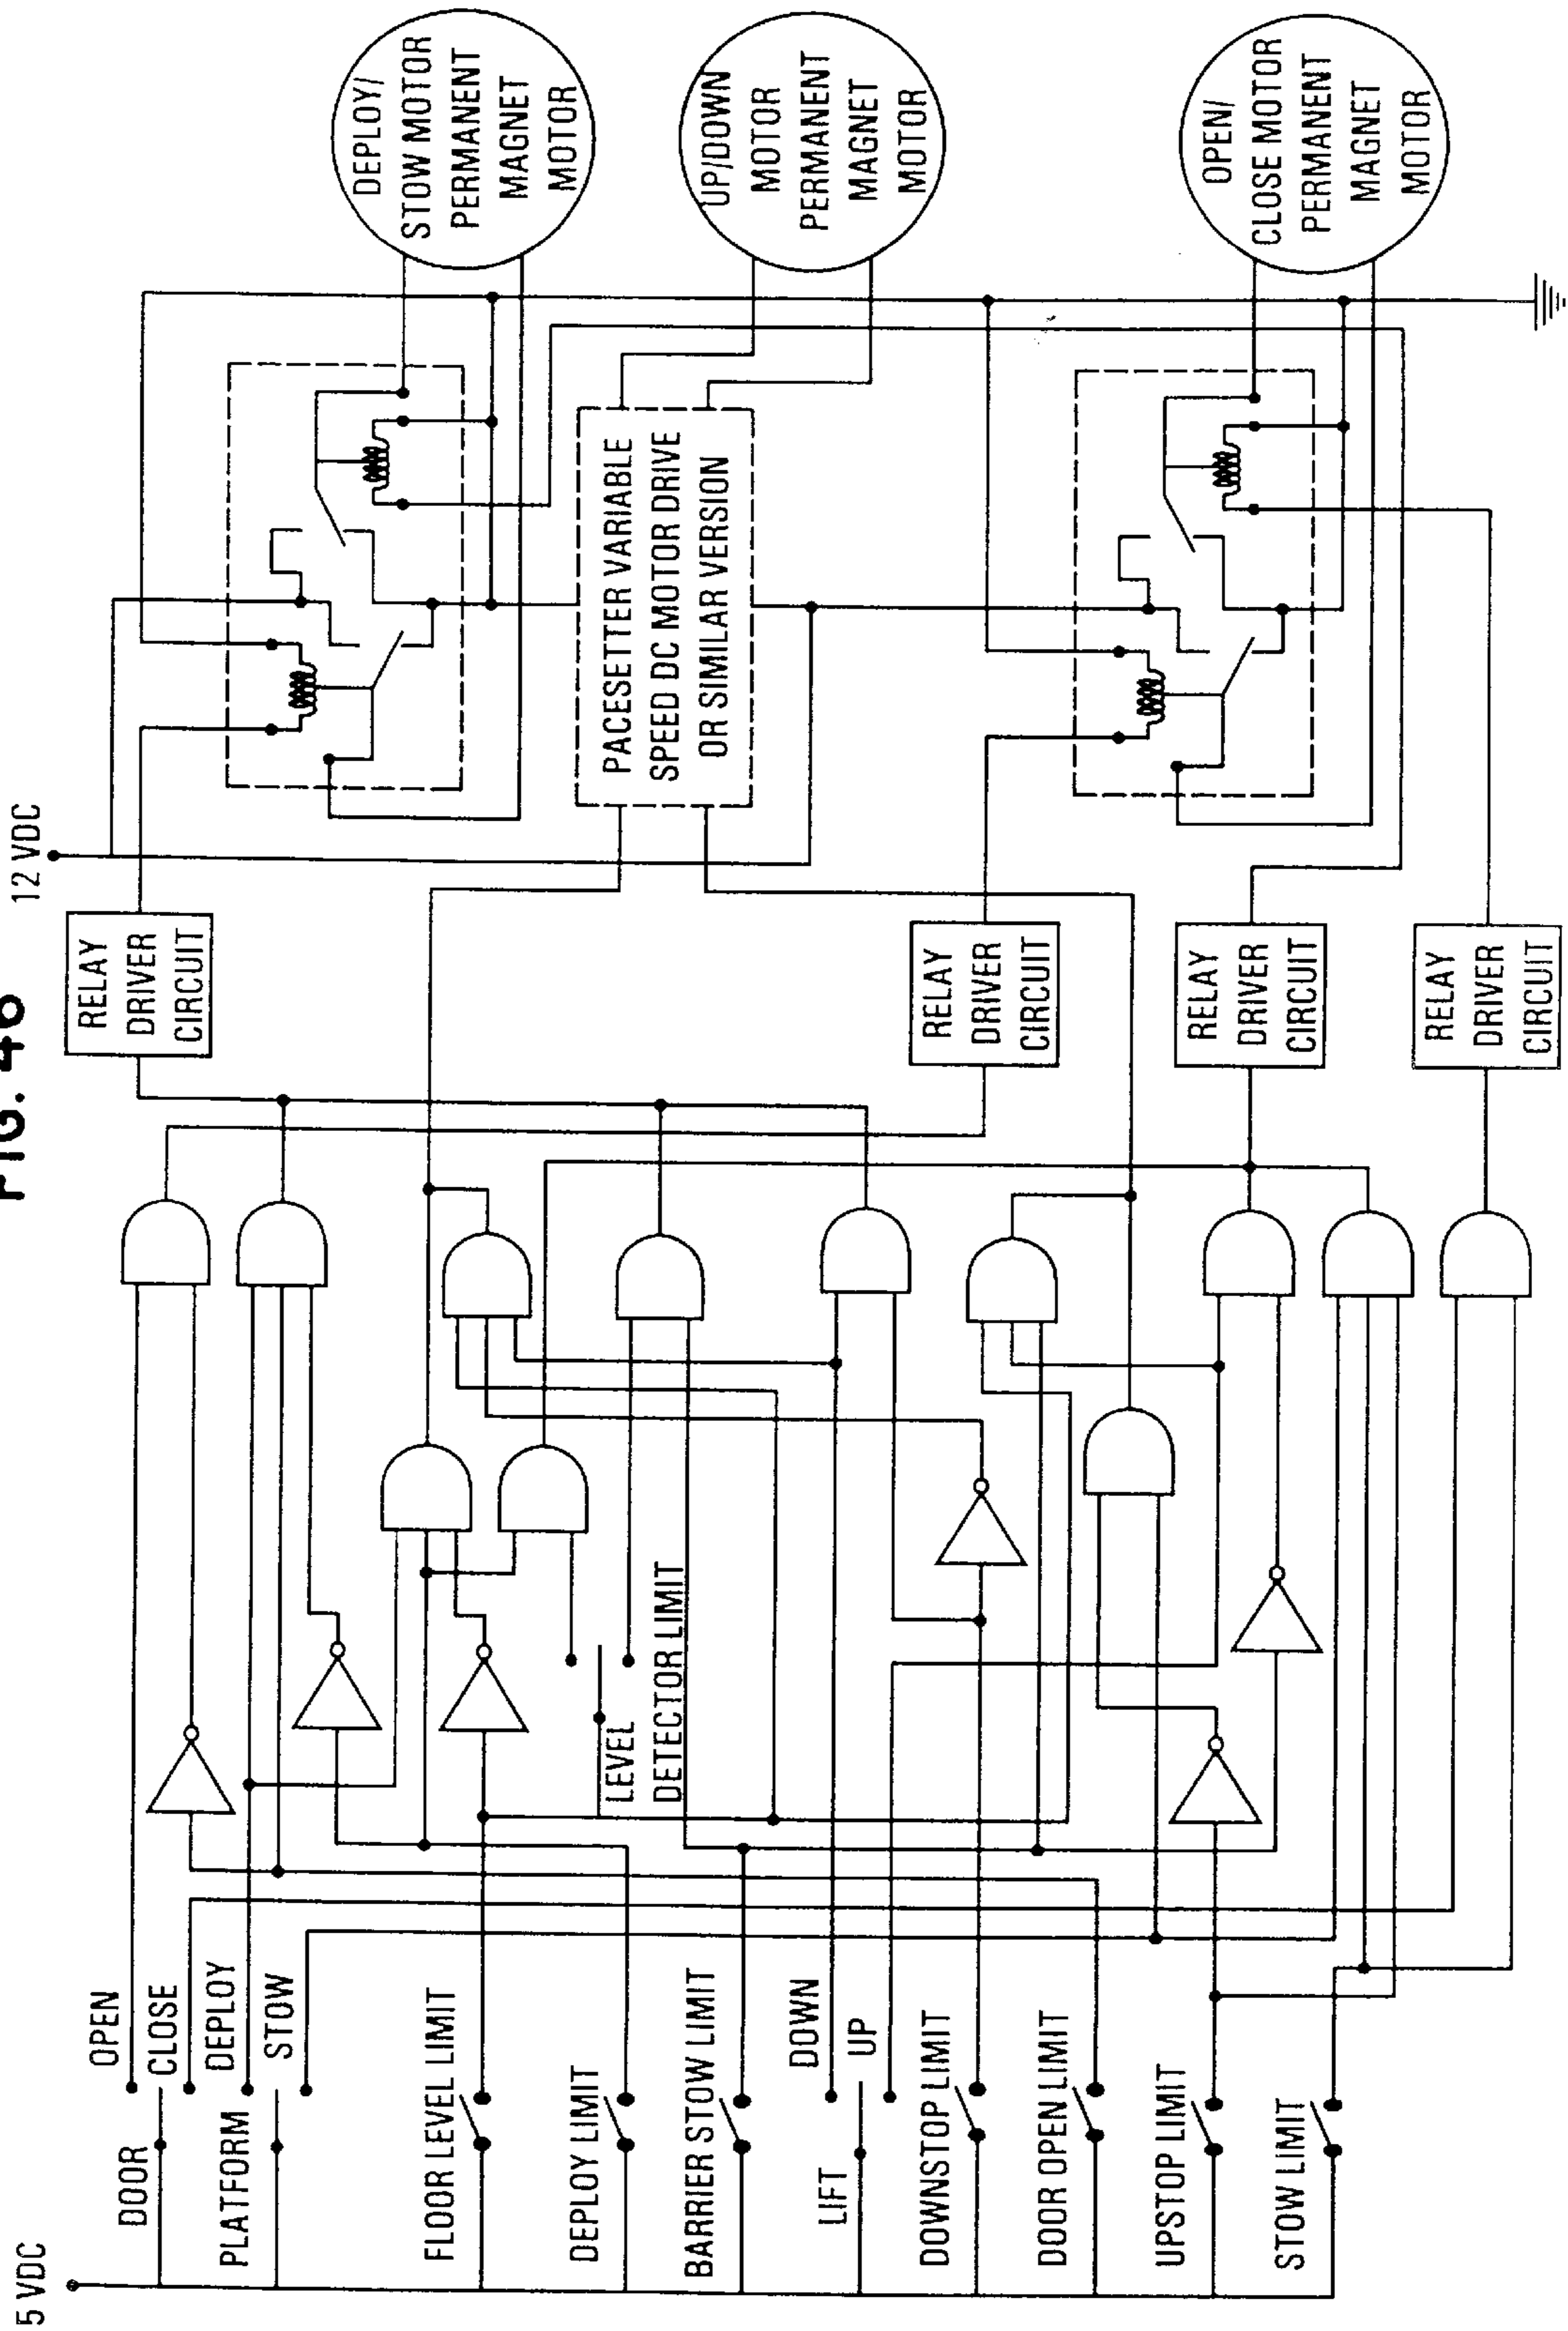 FIG. 46
5 VDC
12 VDC
DOOR
OPEN
CLOSE
PLATFORM
DEPLOY
STOW
FLOOR LEVEL LIMIT
DEPLOY LIMIT
BARRIER STOW LIMIT
LIFT
DOWN
UP
DOWNSTOP LIMIT
DOOR OPEN LIMIT
UPSTOP LIMIT
STOW LIMIT
LEVEL
DETECTOR LIMIT
RELAY
DRIVER
CIRCUIT
RELAY
DRIVER
CIRCUIT
RELAY
DRIVER
CIRCUIT
RELAY
DRIVER
CIRCUIT
PACESETTER VARIABLE
SPEED DC MOTOR DRIVE
OR SIMILAR VERSION
DEPLOY/
STOW MOTOR
PERMANENT
MAGNET
MOTOR
UP/DOWN
MOTOR
PERMANENT
MAGNET
MOTOR
OPEN/
CLOSE MOTOR
PERMANENT
MAGNET
MOTOR